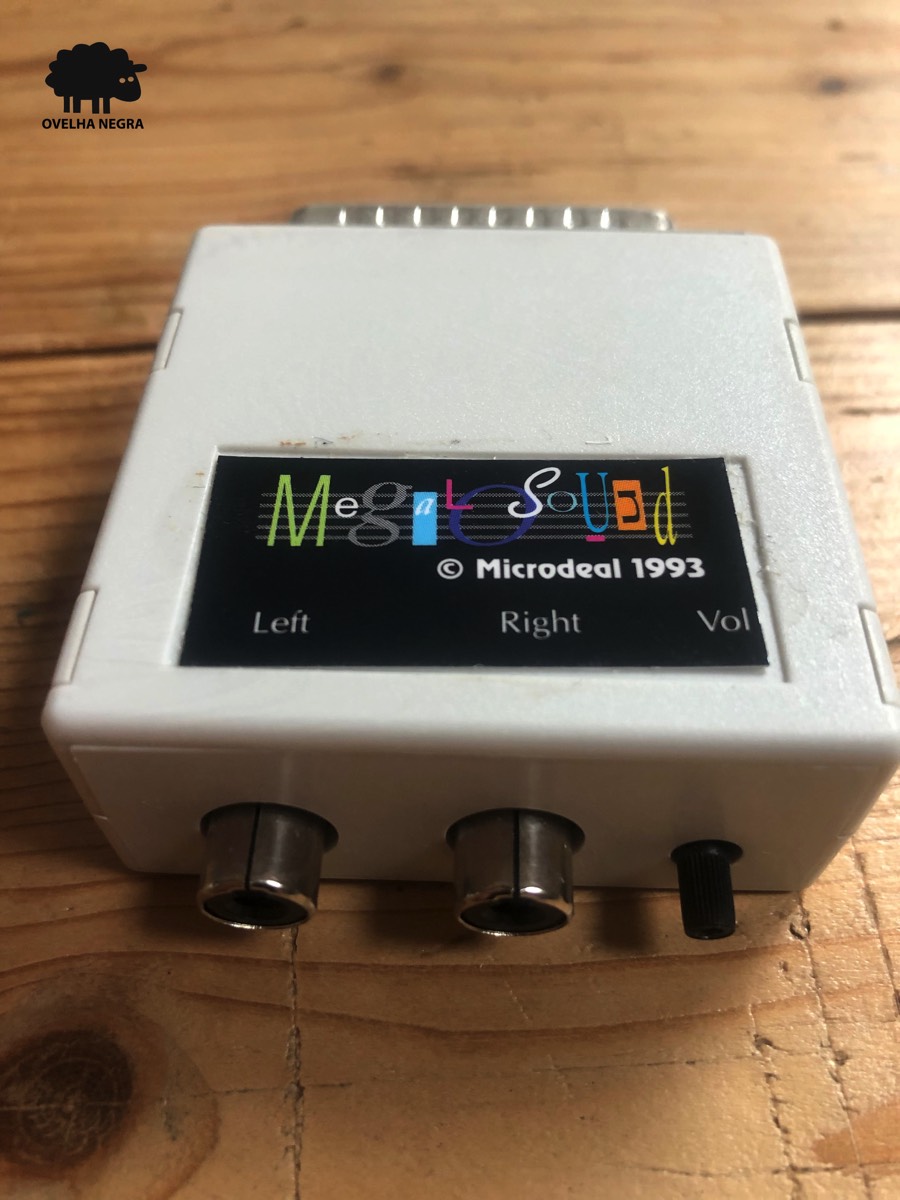 OVELHA NEGRA
MegaLOSoUnd
© Microdeal 1993
Left Right Vol